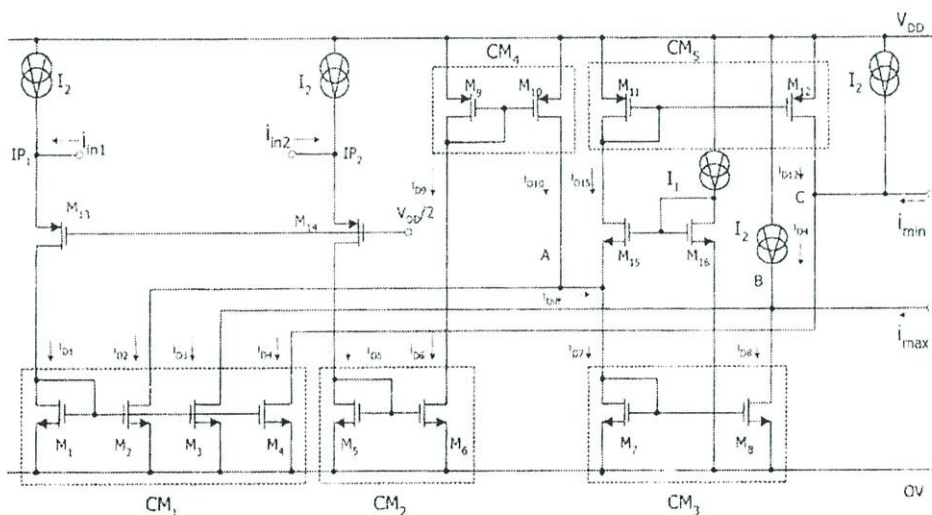 V_DD
CM_4
CM_5
I_2
I_2
M_9
M_10
M_11
M_12
I_2
i_in1
i_in2
IP_1
IP_2
I_1
i_D9
i_D10
i_D15
i_D12
C
M_13
M_14
V_DD/2
i_min
I_2
i_D4
A
M_15
M_16
B
i_max
i_D1
i_D2
i_D3
i_D4
i_D5
i_D6
i_D7
i_D8
M_1
M_2
M_3
M_4
M_5
M_6
M_7
M_8
CM_1
CM_2
CM_3
0V